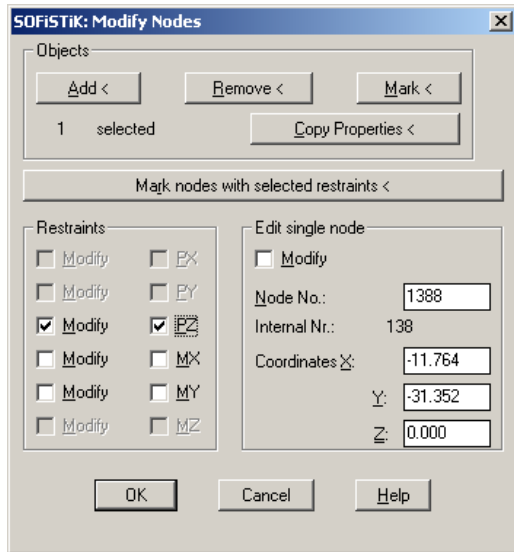 SOFiSTiK: Modify Nodes
Objects
Add < Remove < Mark <
1 selected Copy Properties <
Mark nodes with selected restraints <
Restraints
Modify PX
Modify PY
Modify PZ
Modify MX
Modify MY
Modify MZ
Edit single node
Modify
Node No.: 1388
Internal Nr.: 138
Coordinates X: -11.764
Y: -31.352
Z: 0.000
OK Cancel Help